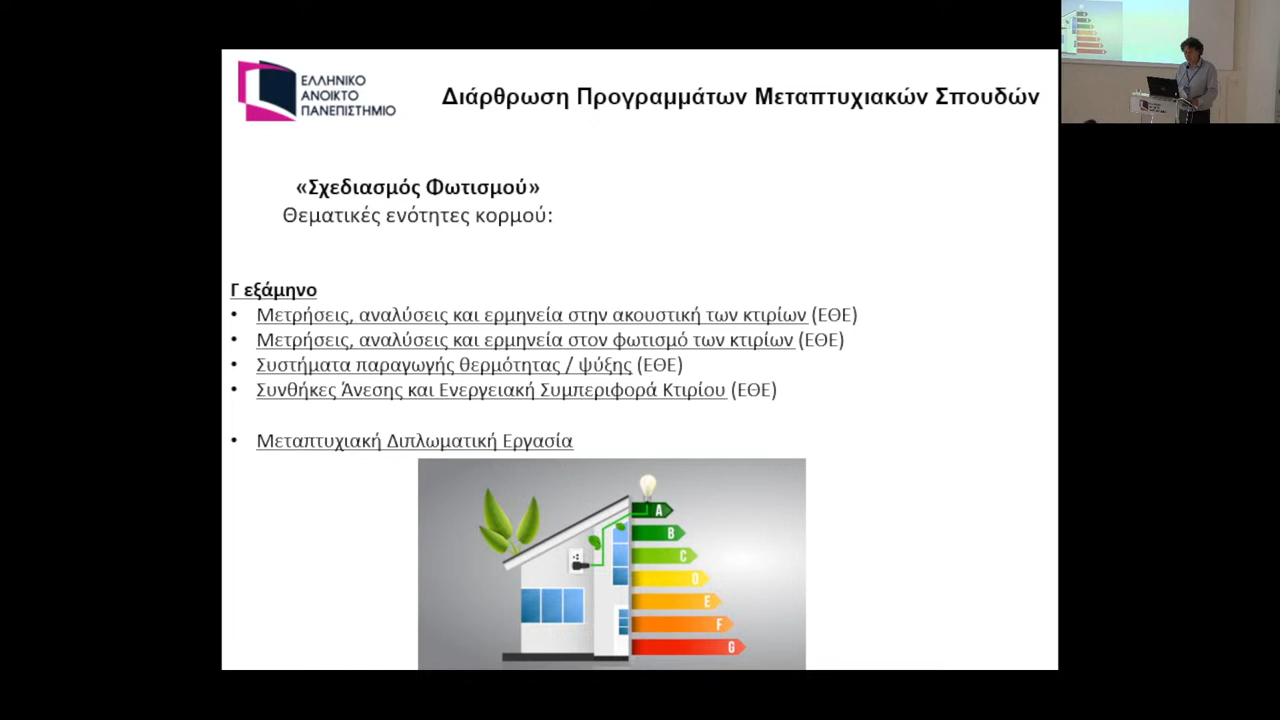 ΕΛΛΗΝΙΚΟ
ΑΝΟΙΚΤΟ
ΠΑΝΕΠΙΣΤΗΜΙΟ
Διάρθρωση Προγραμμάτων Μεταπτυχιακών Σπουδών
«Σχεδιασμός Φωτισμού»
Θεματικές ενότητες κορμού:
Γ εξάμηνο
• Μετρήσεις, αναλύσεις και ερμηνεία στην ακουστική των κτιρίων (ΕΘΕ)
• Μετρήσεις, αναλύσεις και ερμηνεία στον φωτισμό των κτιρίων (ΕΘΕ)
• Συστήματα παραγωγής θερμότητας / ψύξης (ΕΘΕ)
• Συνθήκες Άνεσης και Ενεργειακή Συμπεριφορά Κτιρίου (ΕΘΕ)
• Μεταπτυχιακή Διπλωματική Εργασία
A
B
C
D
E
F
G